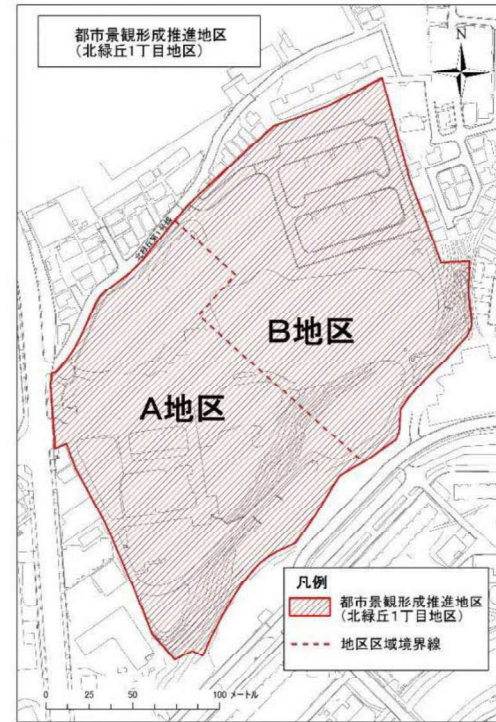 都市景観形成推進地区
(北緑丘1丁目地区)
N
B地区
A地区
凡例
都市景観形成推進地区
(北緑丘1丁目地区)
地区区域境界線
0 25 50 100 メートル